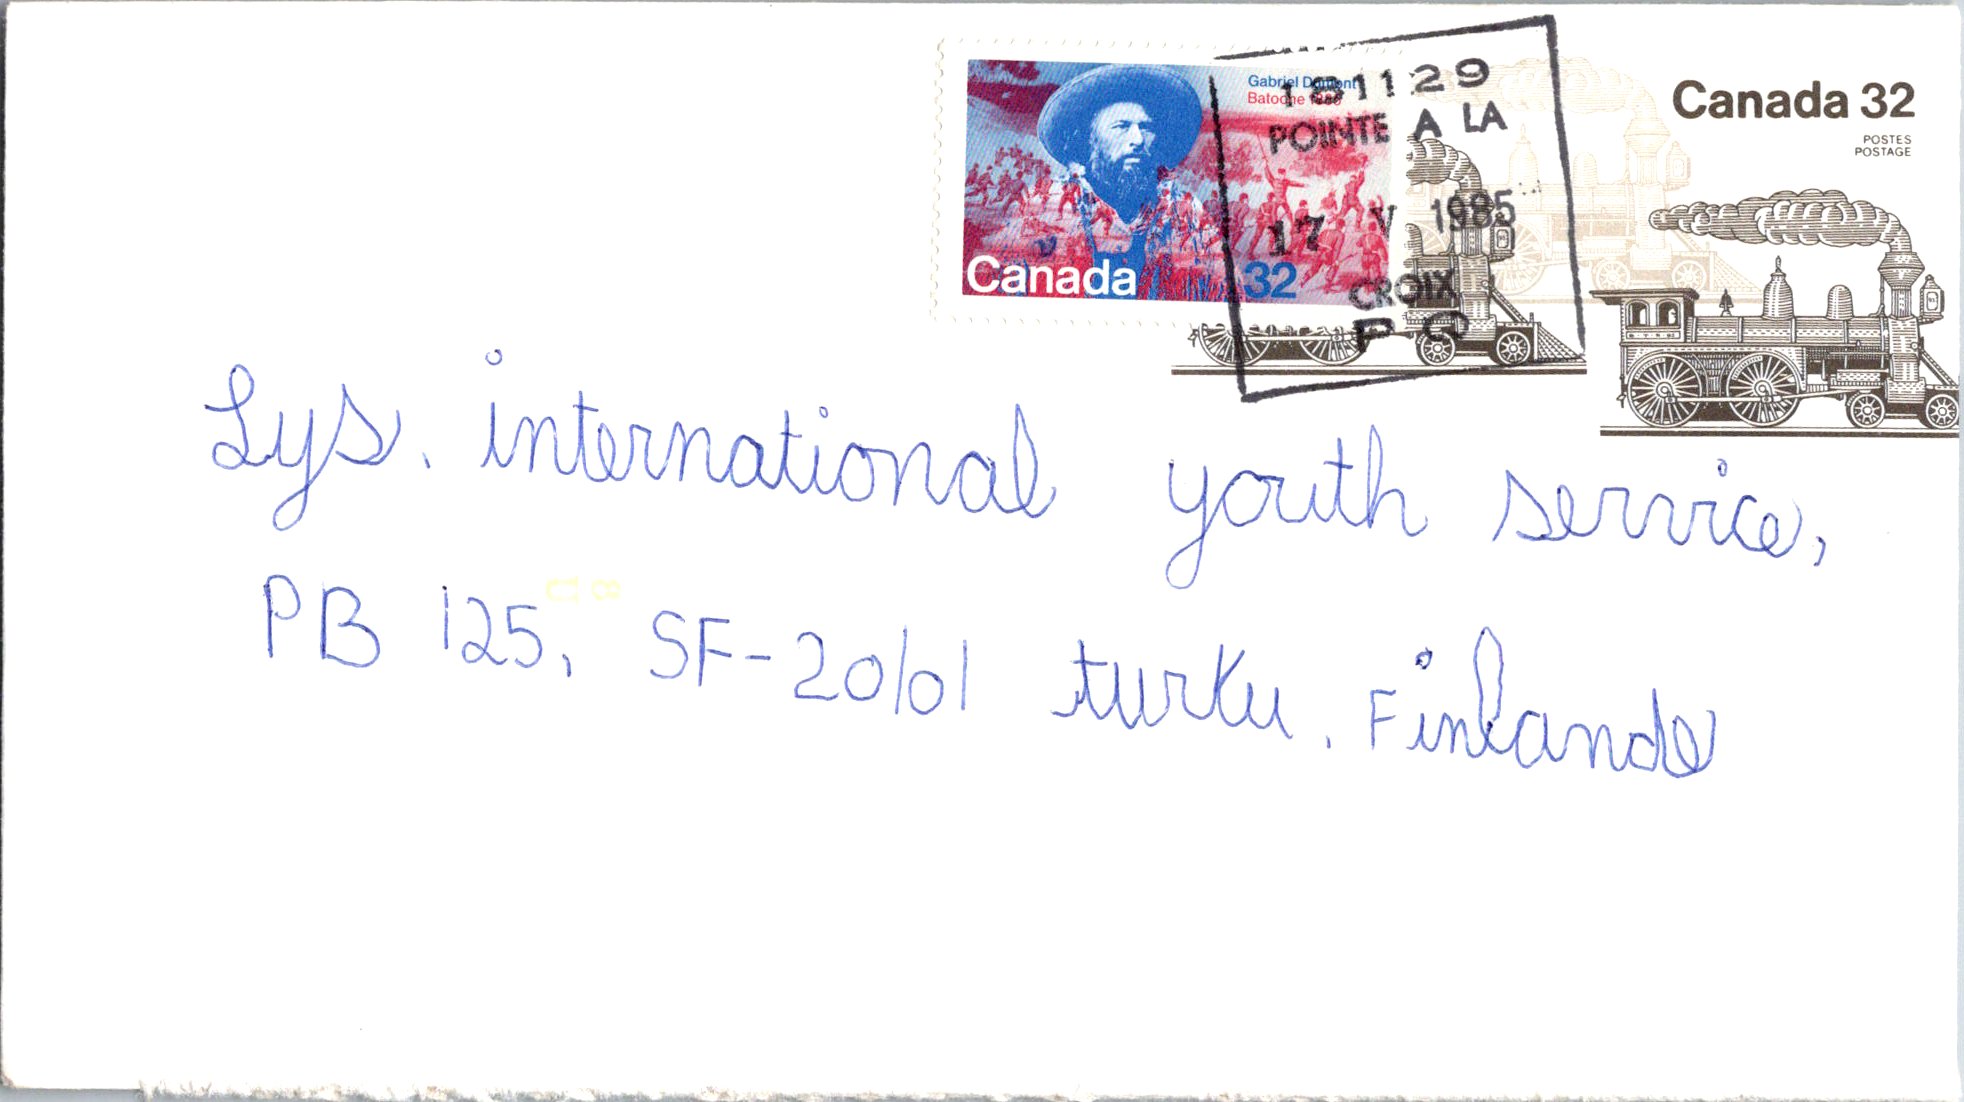 Gabriel Dumont
Batoche 1885
Canada 32
181129
POINTE A LA
17 V 1985
CROIX
P Q
Canada 32
POSTES
POSTAGE
Lys. international youth service,
PB 125, SF-20101 turku. Finlande